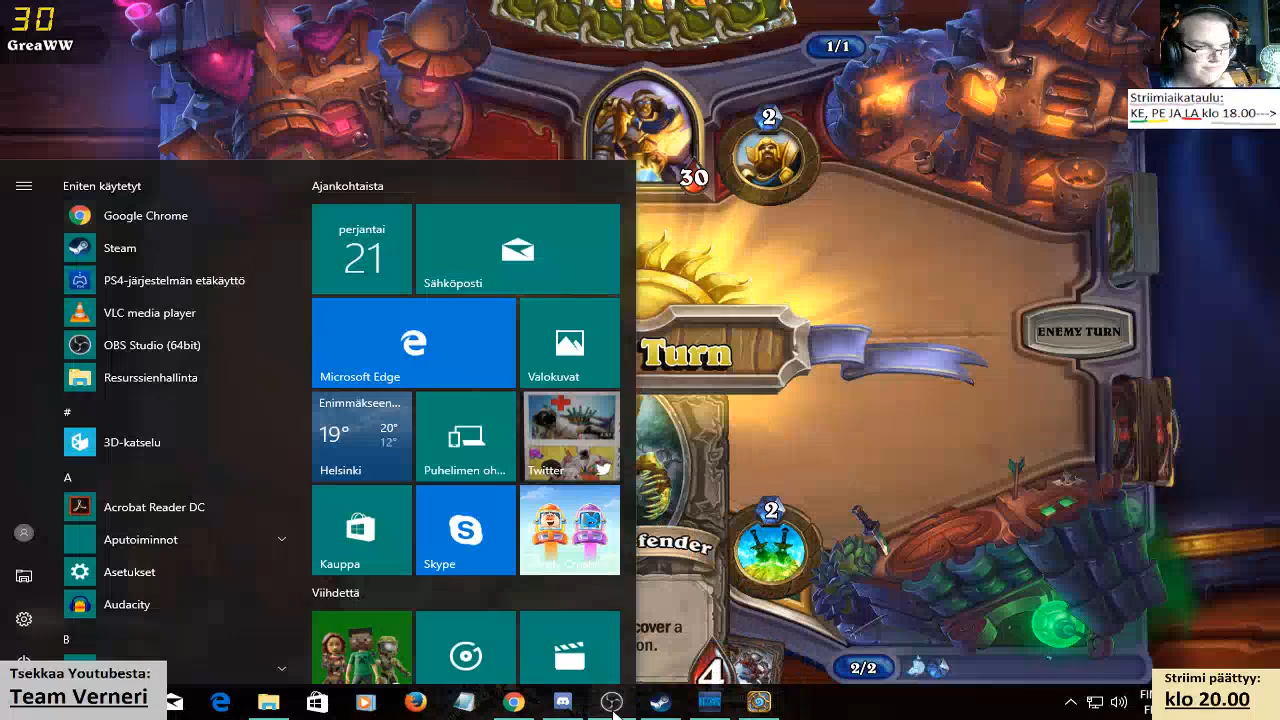 30
GreaWW
1/1
Striimiaikataulu:
KE, PE JA LA klo 18.00--->
2
30
Eniten käytetyt
Google Chrome
Steam
PS4-järjestelmän etäkäyttö
VLC media player
OBS Studio (64bit)
Resurssienhallinta
#
3D-katselu
A
Acrobat Reader DC
Aputoiminnot
Asetukset
Audacity
B
Ajankohtaista
perjantai
21
Sähköposti
Microsoft Edge
Valokuvat
Enimmäkseen...
19°
20°
12°
Helsinki
Puhelimen oh...
Twitter
Kauppa
Skype
Viihdettä
Turn
ENEMY TURN
2
fender
cover a
on.
4
2/2
Tsekkaa Youtubesta:
Team Verneri
Striimi päättyy:
klo 20.00